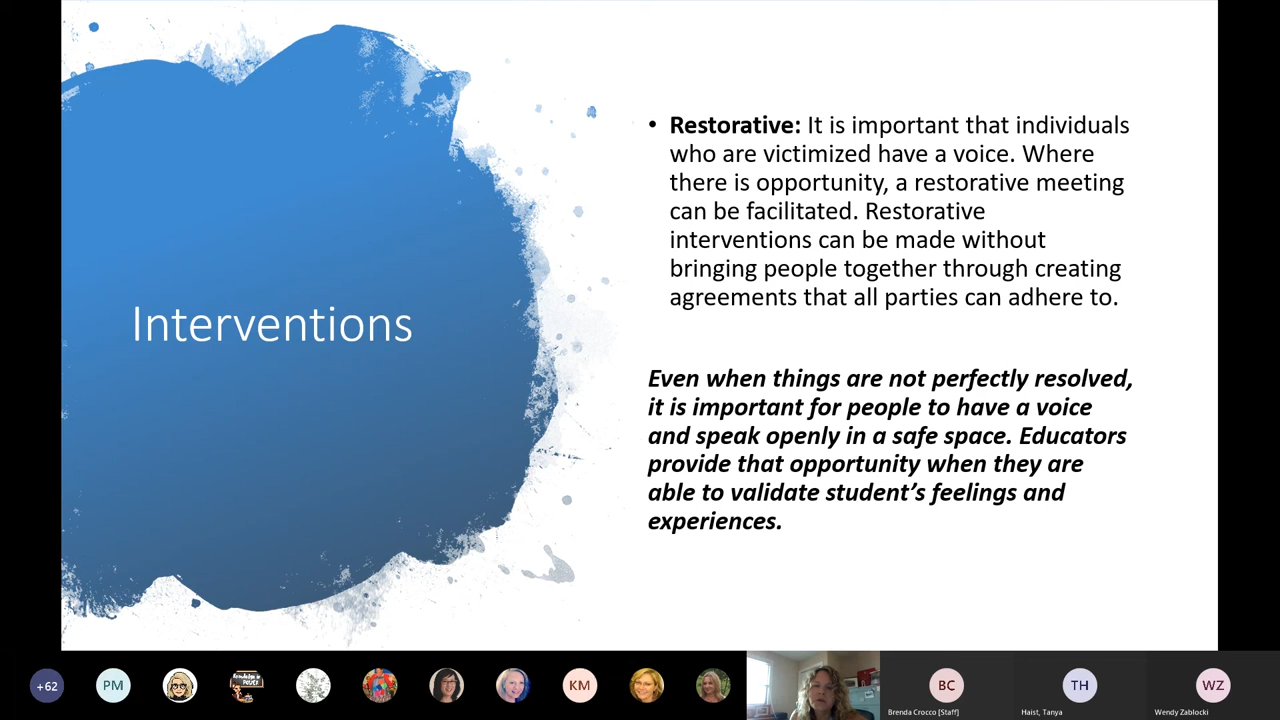 Interventions
• Restorative: It is important that individuals
who are victimized have a voice. Where
there is opportunity, a restorative meeting
can be facilitated. Restorative
interventions can be made without
bringing people together through creating
agreements that all parties can adhere to.
Even when things are not perfectly resolved,
it is important for people to have a voice
and speak openly in a safe space. Educators
provide that opportunity when they are
able to validate student’s feelings and
experiences.
+62
PM
Knowledge is
POWER
KM
BC
TH
WZ
Brenda Crocco [Staff]
Haist, Tanya
Wendy Zablocki